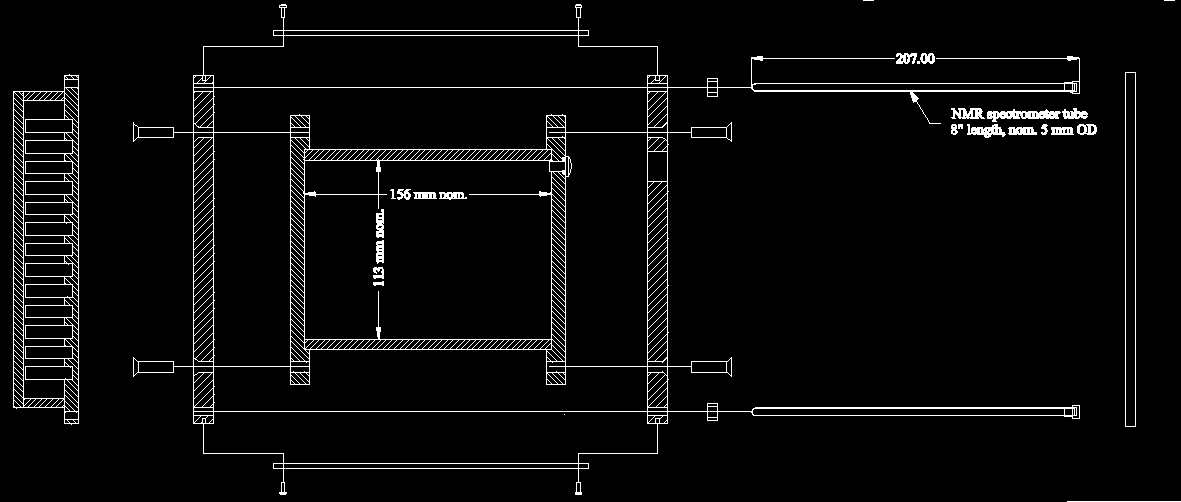 207.00
NMR spectrometer tube
8" length, nom. 5 mm OD
156 mm nom.
113 mm nom.